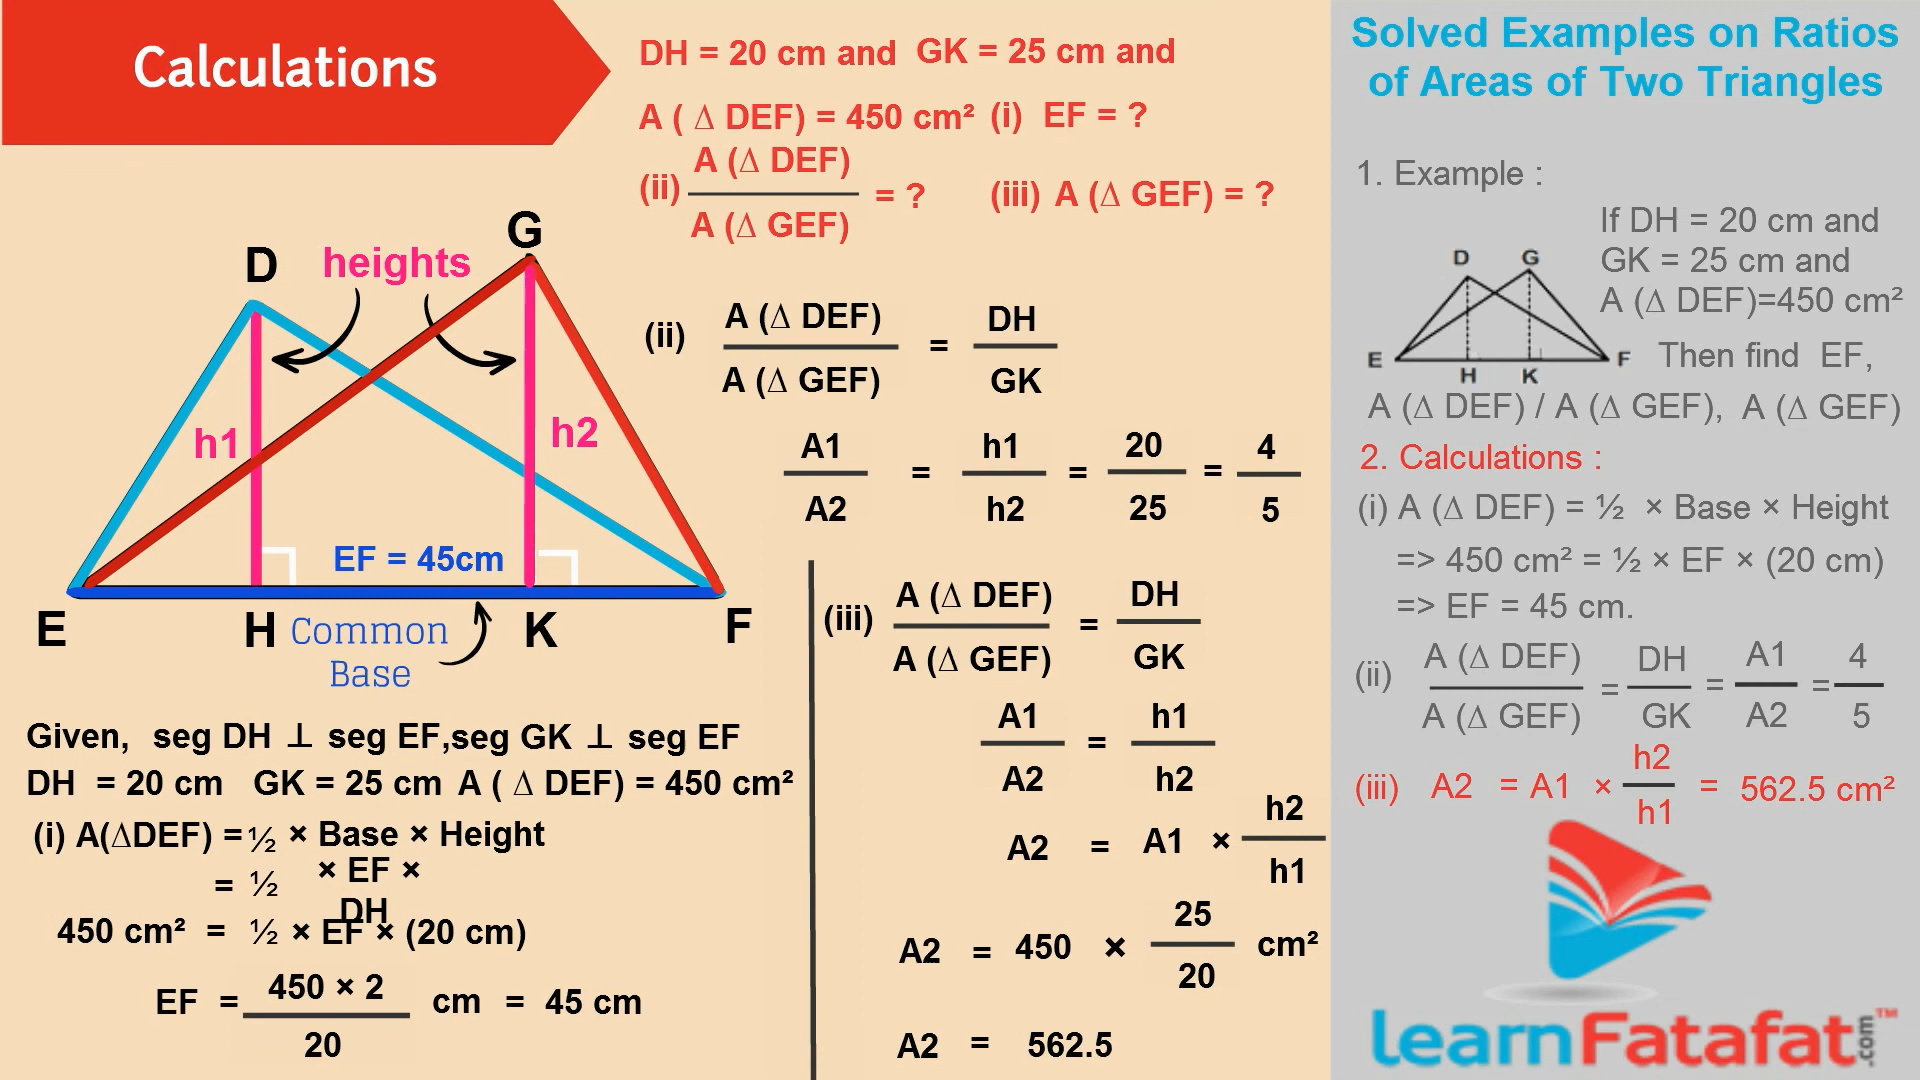 Calculations
DH = 20 cm and GK = 25 cm and
A ( Δ DEF) = 450 cm² (i) EF = ?
(ii) A (Δ DEF) / A (Δ GEF) = ? (iii) A (Δ GEF) = ?
D heights G
h1 h2
EF = 45cm
E H Common K F
Base
Given, seg DH ⊥ seg EF,seg GK ⊥ seg EF
DH = 20 cm GK = 25 cm A ( Δ DEF) = 450 cm²
(i) A(ΔDEF) = ½ × Base × Height
= ½ × EF ×
DH
450 cm² = ½ × EF × (20 cm)
EF = 450 × 2 / 20 cm = 45 cm
(ii) A (Δ DEF) / A (Δ GEF) = DH / GK
A1 / A2 = h1 / h2 = 20 / 25 = 4 / 5
(iii) A (Δ DEF) / A (Δ GEF) = DH / GK
A1 / A2 = h1 / h2
A2 = A1 × h2 / h1
A2 = 450 × 25 / 20 cm²
A2 = 562.5
Solved Examples on Ratios
of Areas of Two Triangles
1. Example :
If DH = 20 cm and
GK = 25 cm and
A (Δ DEF)=450 cm²
D G
E H K F
Then find EF,
A (Δ DEF) / A (Δ GEF), A (Δ GEF)
2. Calculations :
(i) A (Δ DEF) = ½ × Base × Height
=> 450 cm² = ½ × EF × (20 cm)
=> EF = 45 cm.
(ii) A (Δ DEF) / A (Δ GEF) = DH / GK = A1 / A2 = 4 / 5
(iii) A2 = A1 × h2 / h1 = 562.5 cm²
learnFatafat.com™